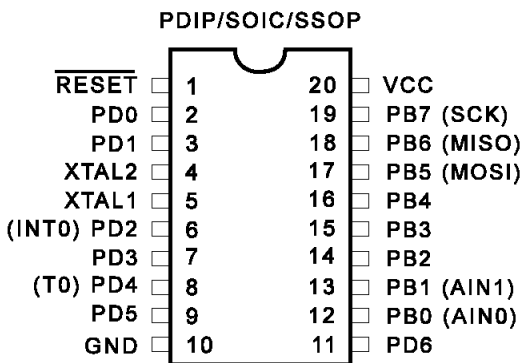 PDIP/SOIC/SSOP
RESET 1 20 VCC
PD0 2 19 PB7 (SCK)
PD1 3 18 PB6 (MISO)
XTAL2 4 17 PB5 (MOSI)
XTAL1 5 16 PB4
(INT0) PD2 6 15 PB3
PD3 7 14 PB2
(T0) PD4 8 13 PB1 (AIN1)
PD5 9 12 PB0 (AIN0)
GND 10 11 PD6